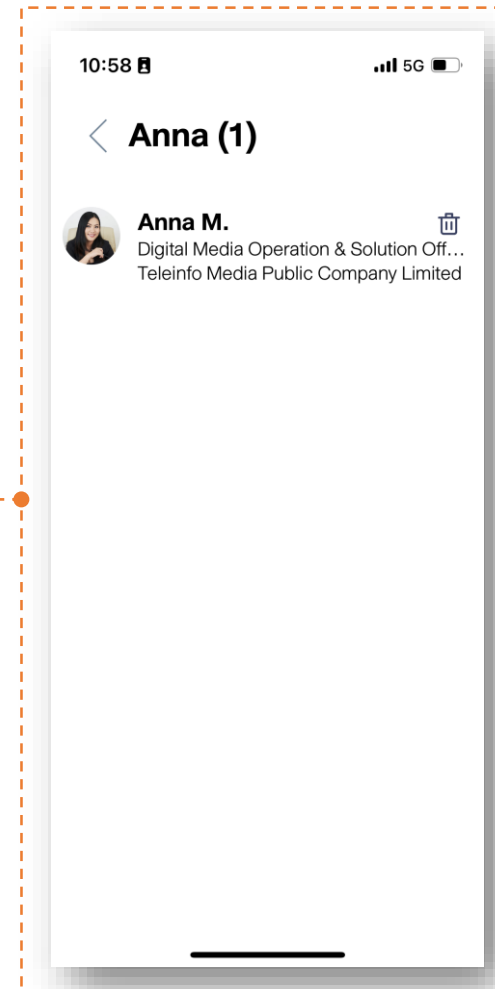 10:58 5G
Anna (1)
Anna M.
Digital Media Operation & Solution Off...
Teleinfo Media Public Company Limited